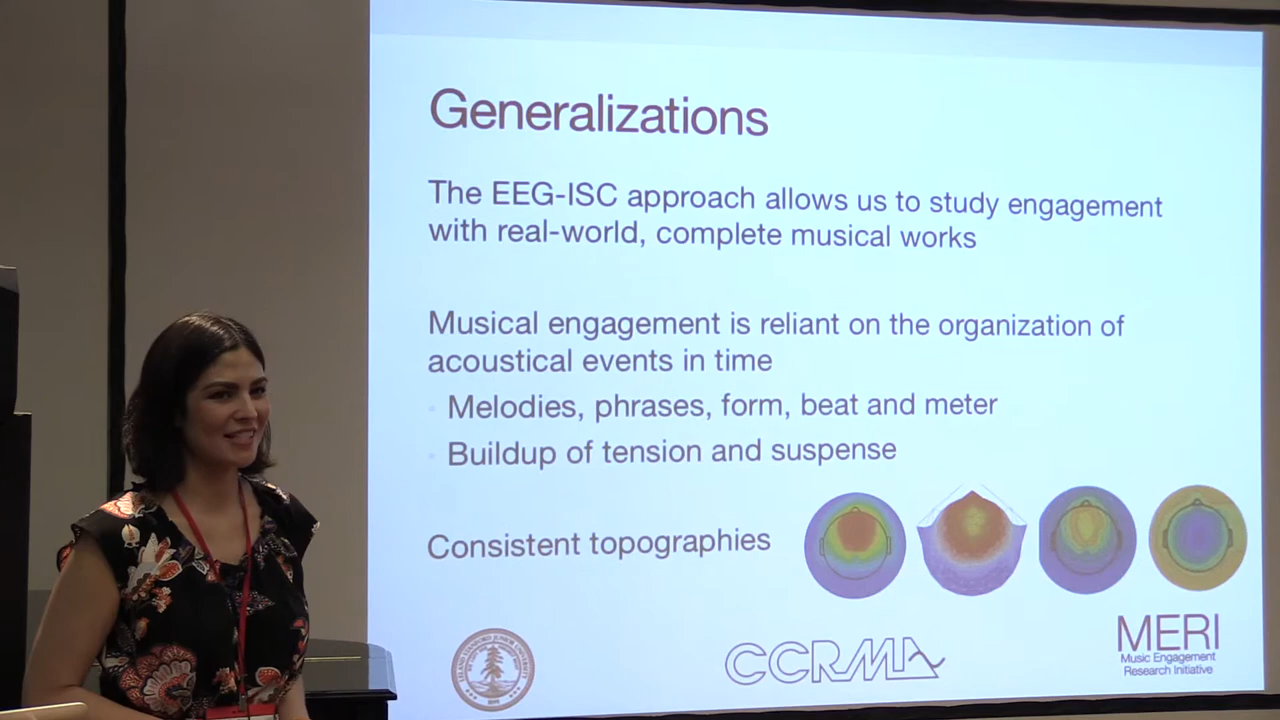 Generalizations
The EEG-ISC approach allows us to study engagement
with real-world, complete musical works
Musical engagement is reliant on the organization of
acoustical events in time
Melodies, phrases, form, beat and meter
Buildup of tension and suspense
Consistent topographies
CCRMA
MERI
Music Engagement
Research Initiative